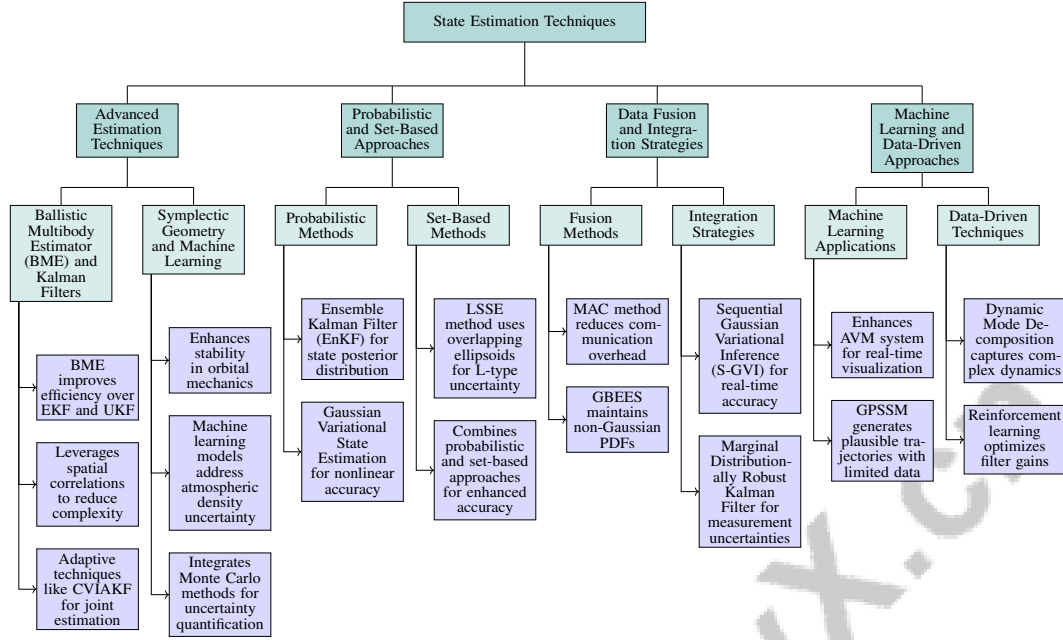 State Estimation Techniques
Advanced
Estimation
Techniques
Probabilistic
and Set-Based
Approaches
Data Fusion
and Integra-
tion Strategies
Machine
Learning and
Data-Driven
Approaches
Ballistic
Multibody
Estimator
(BME) and
Kalman
Filters
Symplectic
Geometry
and Machine
Learning
Probabilistic
Methods
Set-Based
Methods
Fusion
Methods
Integration
Strategies
Machine
Learning
Applications
Data-Driven
Techniques
BME
improves
efficiency over
EKF and UKF
Leverages
spatial
correlations
to reduce
complexity
Adaptive
techniques
like CVIAKF
for joint
estimation
Enhances
stability
in orbital
mechanics
Machine
learning
models
address
atmospheric
density
uncertainty
Integrates
Monte Carlo
methods for
uncertainty
quantification
Ensemble
Kalman Filter
(EnKF) for
state posterior
distribution
Gaussian
Variational
State
Estimation
for nonlinear
accuracy
LSSE
method uses
overlapping
ellipsoids
for L-type
uncertainty
Combines
probabilistic
and set-based
approaches
for enhanced
accuracy
MAC method
reduces com-
munication
overhead
GBEES
maintains
non-Gaussian
PDFs
Sequential
Gaussian
Variational
Inference
(S-GVI) for
real-time
accuracy
Marginal
Distribution-
ally Robust
Kalman
Filter for
measurement
uncertainties
Enhances
AVM system
for real-time
visualization
GPSSM
generates
plausible tra-
jectories with
limited data
Dynamic
Mode De-
composition
captures com-
plex dynamics
Reinforcement
learning
optimizes
filter gains